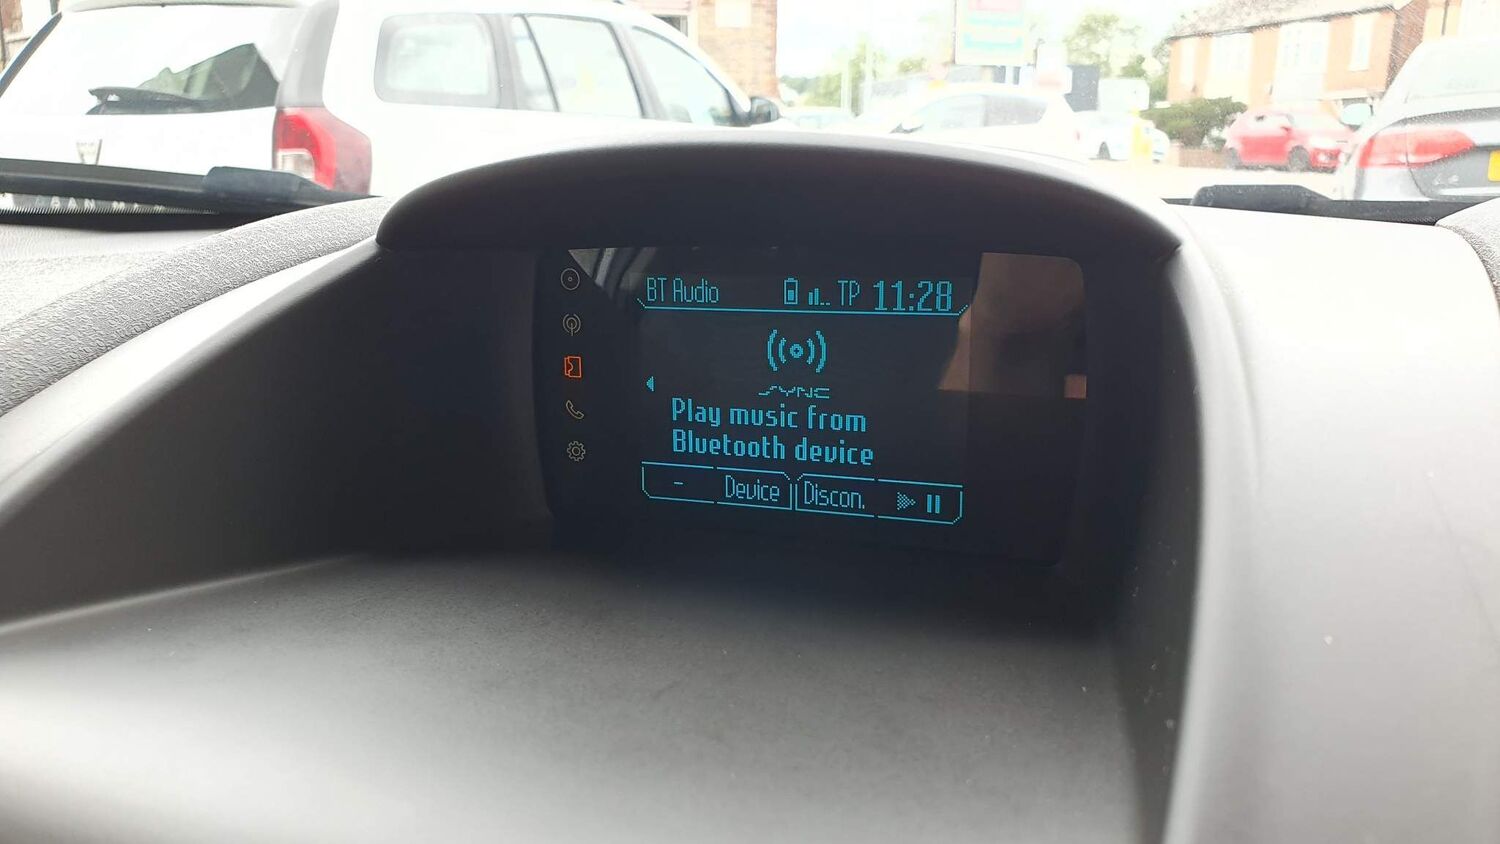 BT Audio TP 11:28
SYNC
Play music from
Bluetooth device
- Device Discon.